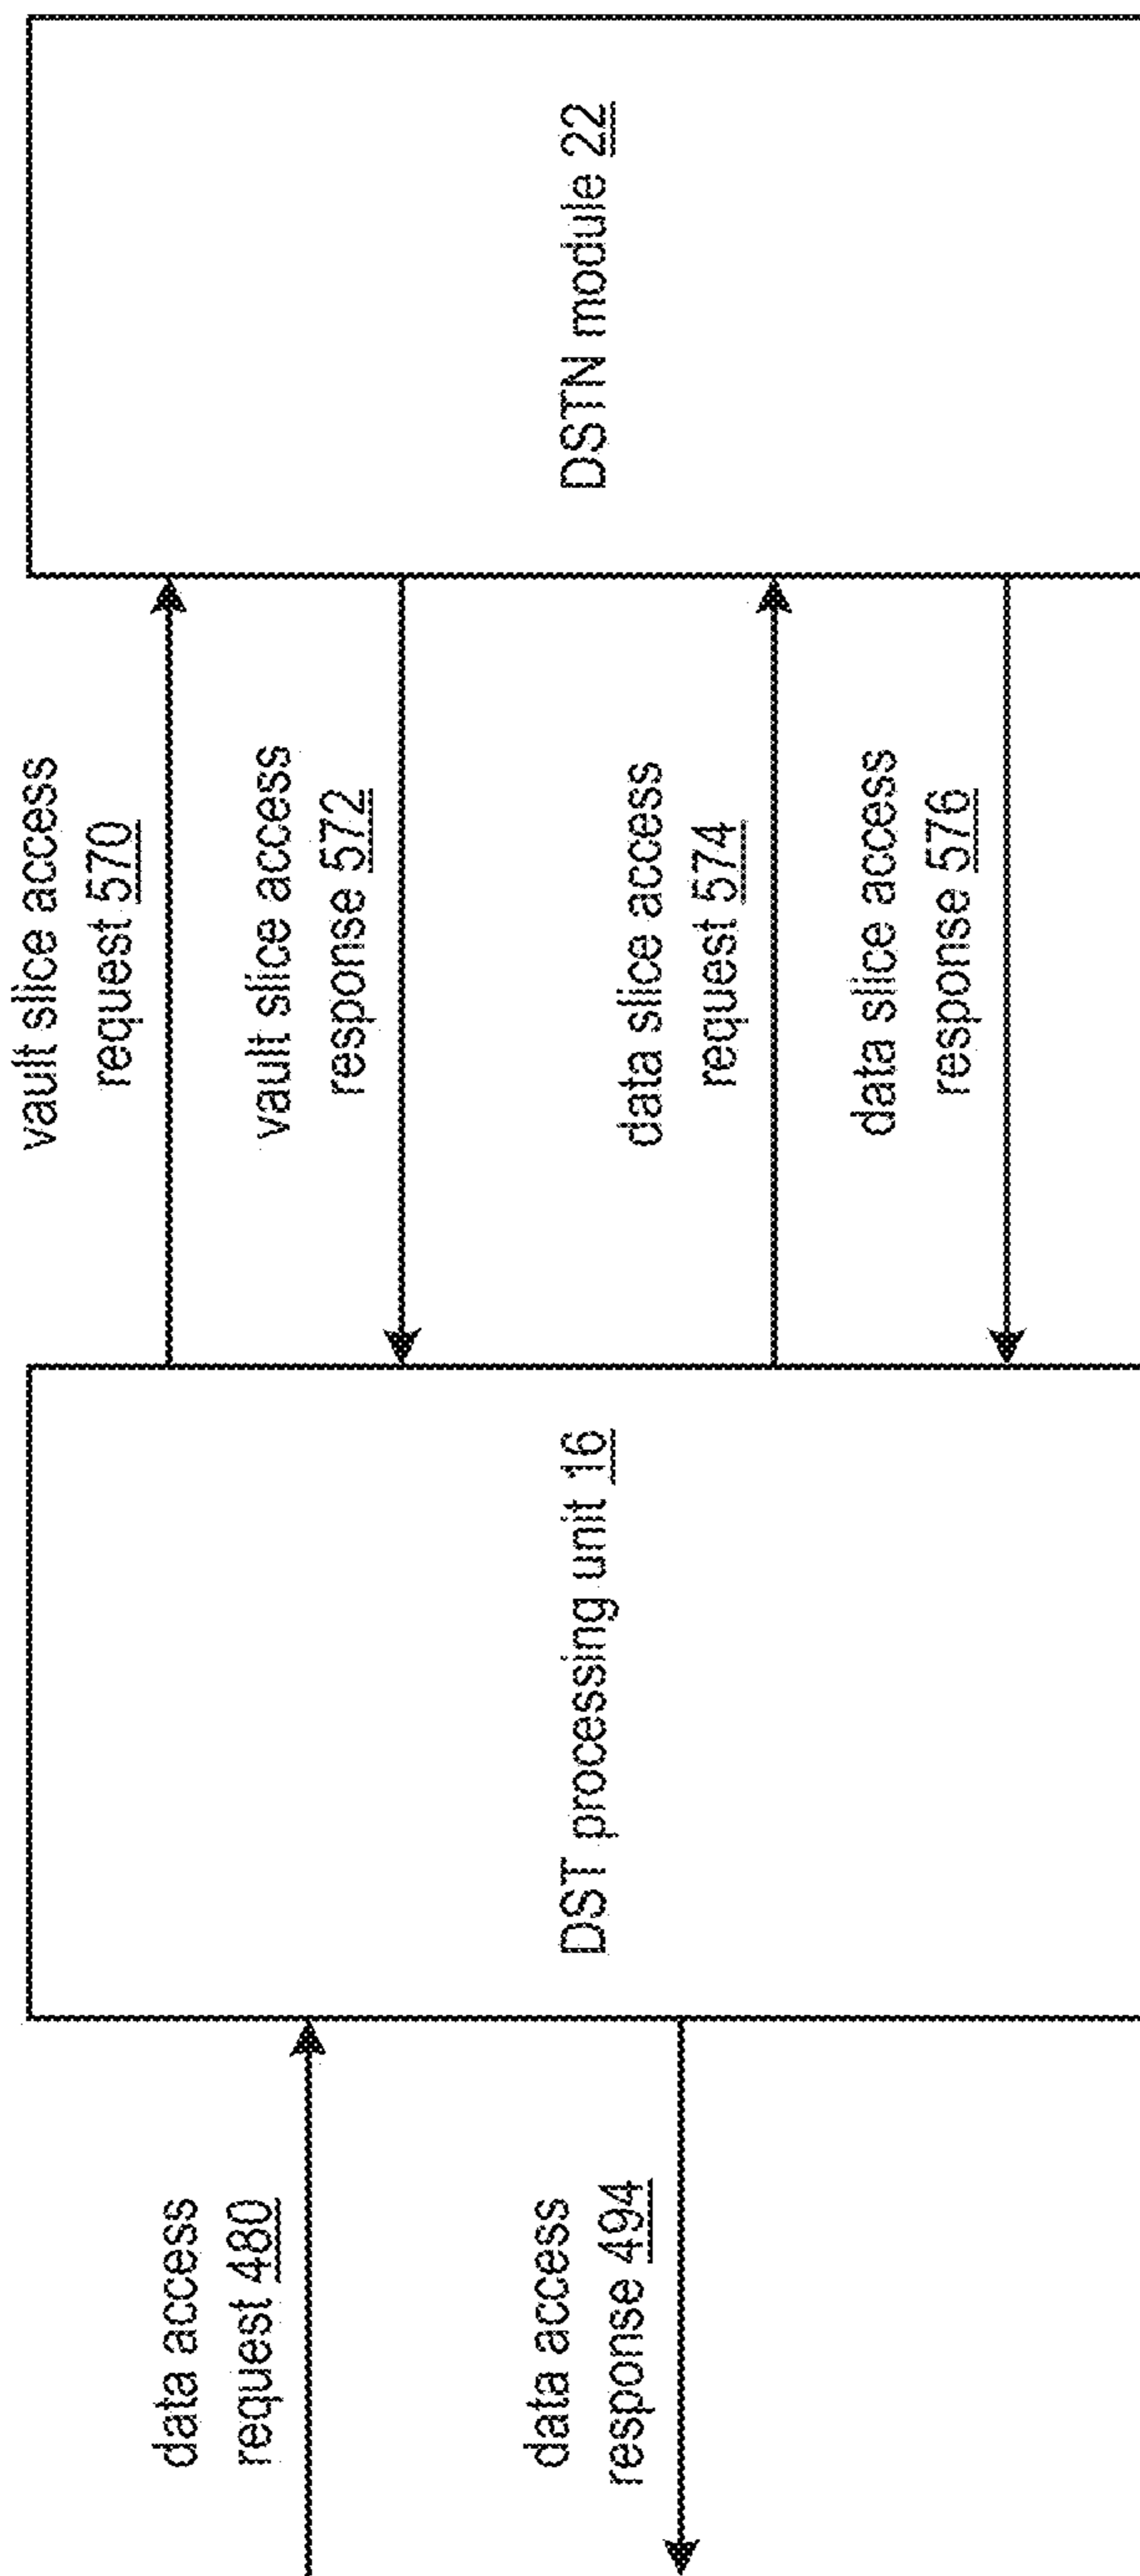 data access
request 480
data access
response 494
DST processing unit 16
vault slice access
request 570
vault slice access
response 572
data slice access
request 574
data slice access
response 576
DSTN module 22